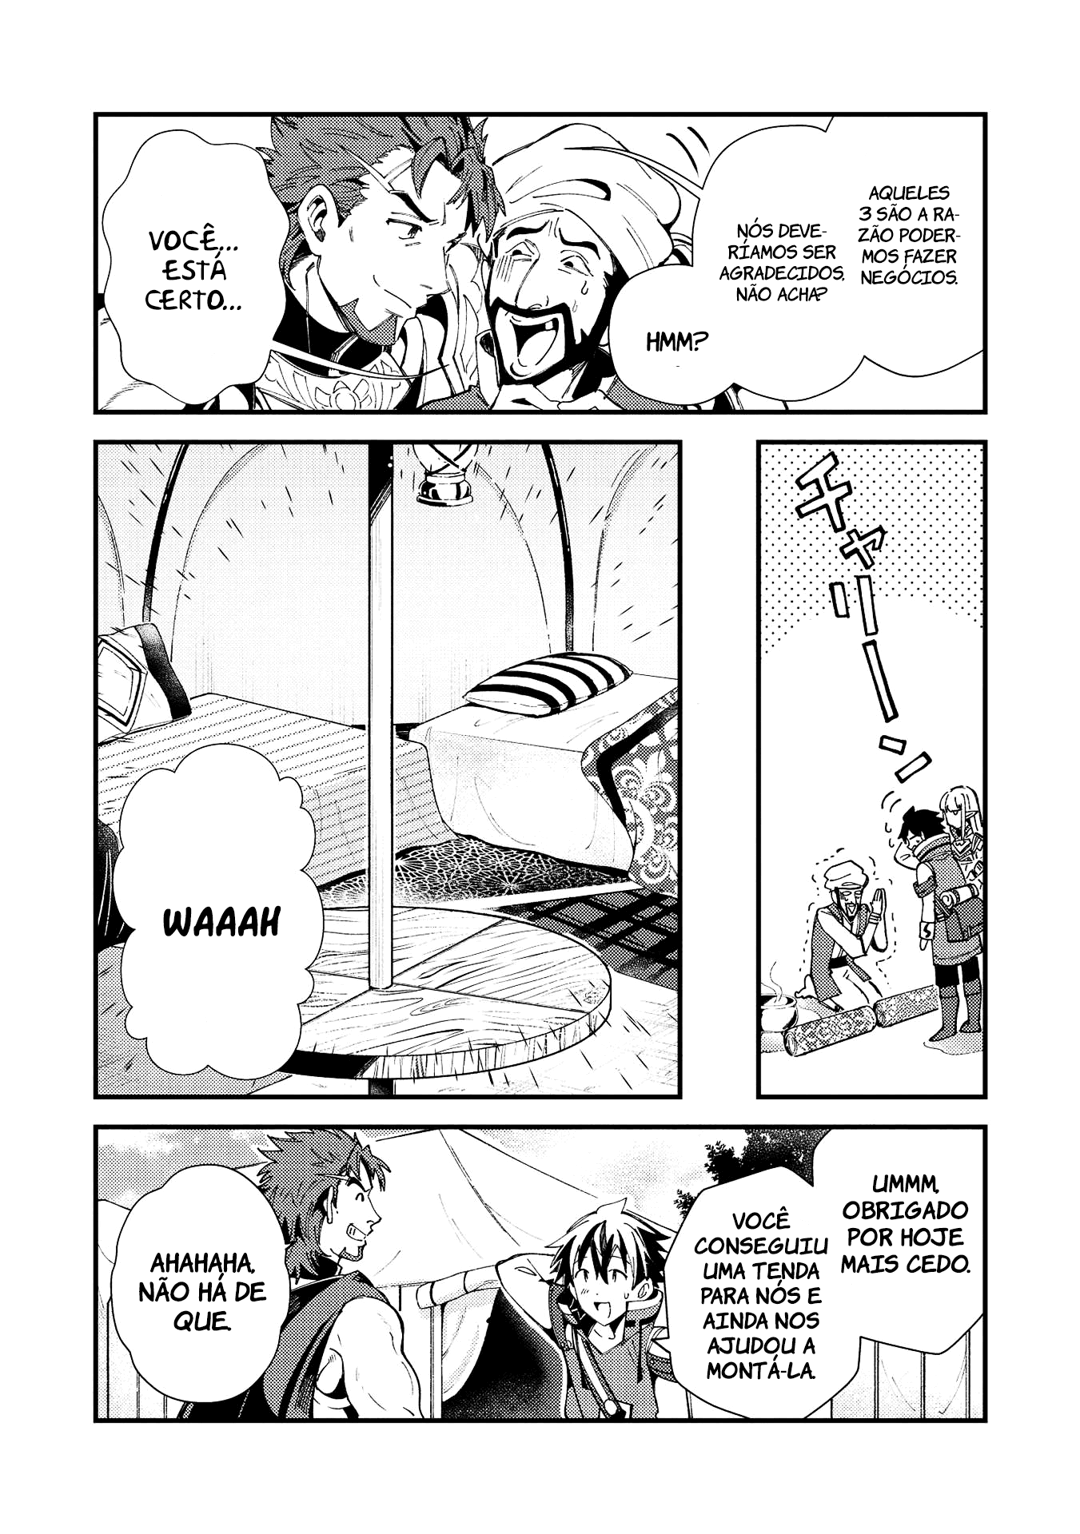 AQUELES
3 SÃO A RA-
ZÃO PODER-
MOS FAZER
NEGÓCIOS.
NÓS DEVE-
RÍAMOS SER
AGRADECIDOS,
NÃO ACHA?
HMM?
VOCÊ...
ESTÁ
CERTO...
チャリーン
WAAAH
UMMM,
OBRIGADO
POR HOJE
MAIS CEDO.
VOCÊ
CONSEGUIU
UMA TENDA
PARA NÓS E
AINDA NOS
AJUDOU A
MONTÁ-LA.
AHAHAHA,
NÃO HÁ DE
QUE.